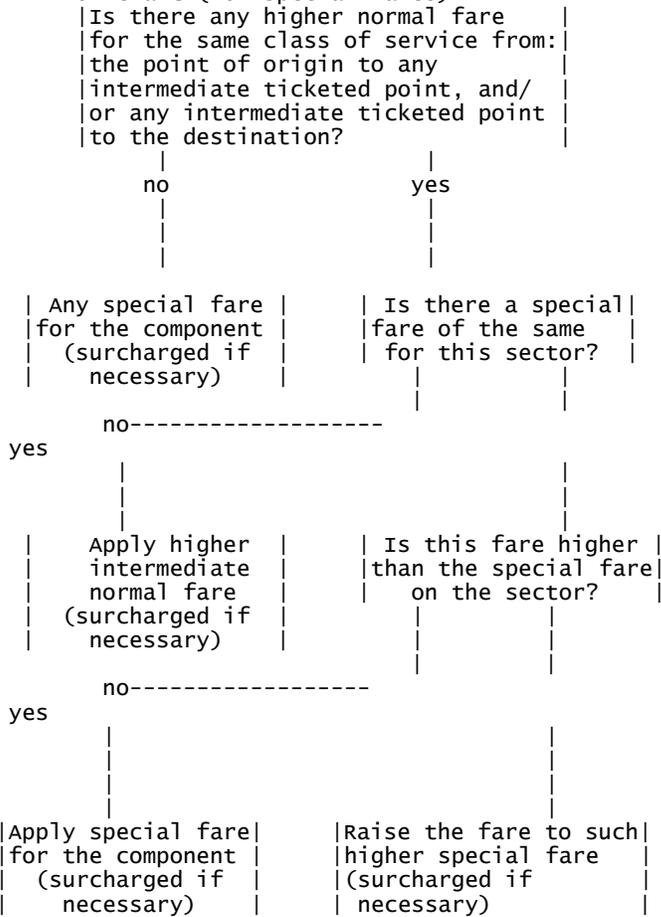 |Is there any higher normal fare |
|for the same class of service from:|
|the point of origin to any |
|intermediate ticketed point, and/ |
|or any intermediate ticketed point |
|to the destination? |
| |
no yes
| |
| |
| |
| Any special fare | | Is there a special|
|for the component | |fare of the same |
| (surcharged if | | for this sector? |
| necessary) | | |
| |
no-------------------
yes
| |
| |
| |
| Apply higher | | Is this fare higher |
| intermediate | |than the special fare|
| normal fare | | on the sector? |
| (surcharged if | | |
| necessary) | | |
| |
no------------------
yes
| |
| |
| |
| |
|Apply special fare| |Raise the fare to such|
|for the component | |higher special fare |
| (surcharged if | |(surcharged if |
| necessary) | | necessary) |